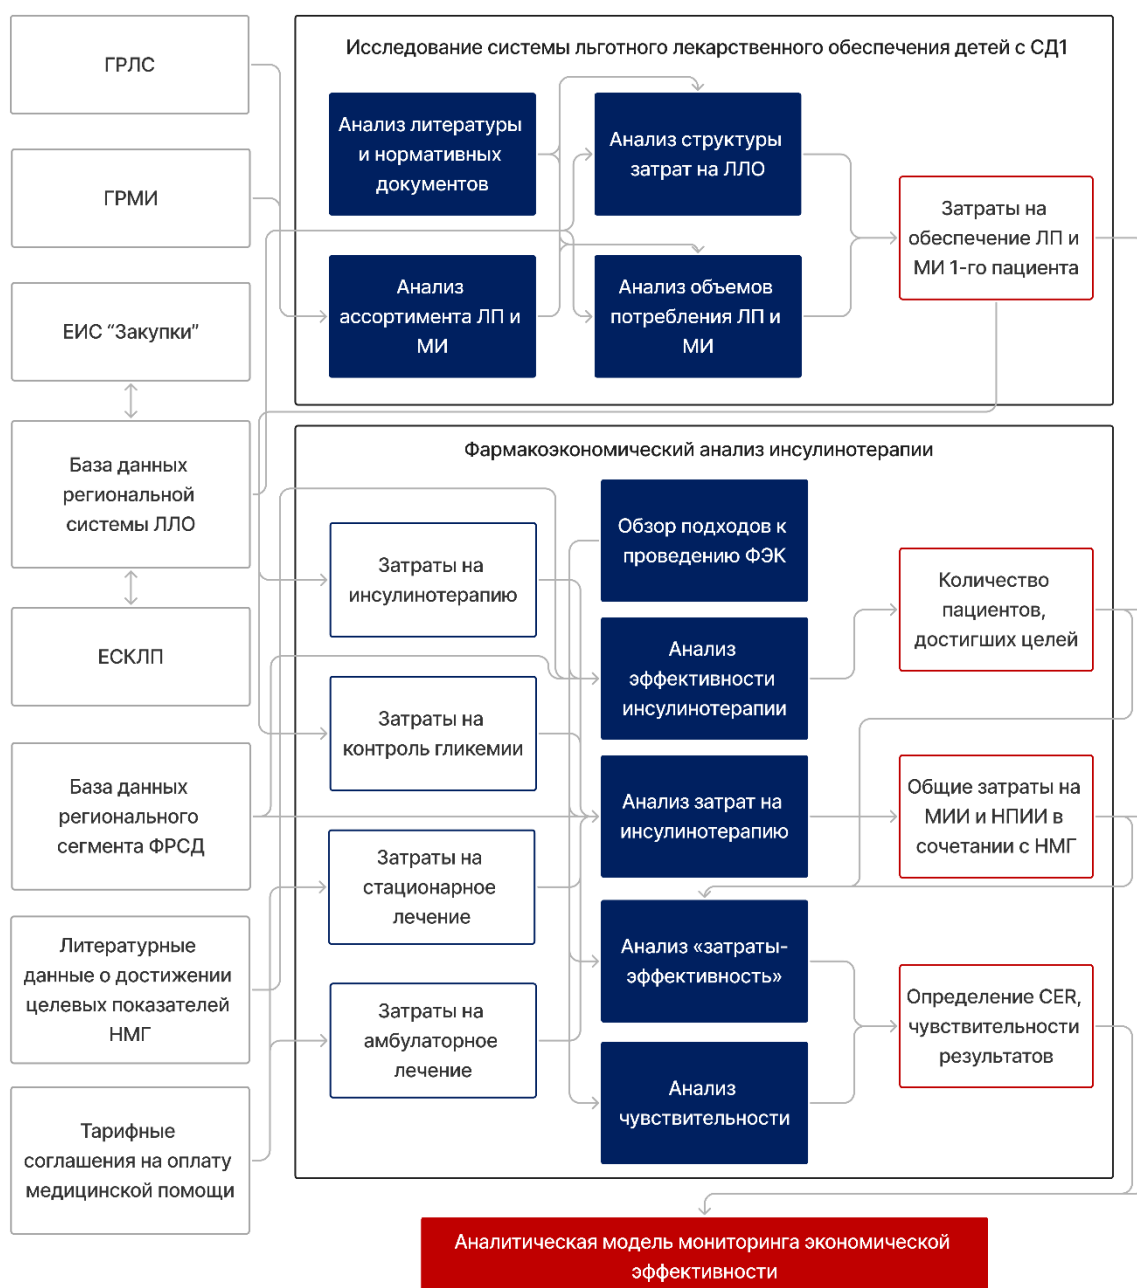 ГРЛС
ГРМИ
ЕИС “Закупки”
База данных
региональной
системы ЛЛО
ЕСКЛП
База данных
регионального
сегмента ФРСД
Литературные
данные о достижении
целевых показателей
НМГ
Тарифные
соглашения на оплату
медицинской помощи
Исследование системы льготного лекарственного обеспечения детей с СД1
Анализ литературы
и нормативных
документов
Анализ структуры
затрат на ЛЛО
Анализ
ассортимента ЛП и
МИ
Анализ объемов
потребления ЛП и
МИ
Затраты на
обеспечение ЛП и
МИ 1-го пациента
Фармакоэкономический анализ инсулинотерапии
Затраты на
инсулинотерапию
Затраты на
контроль гликемии
Затраты на
стационарное
лечение
Затраты на
амбулаторное
лечение
Обзор подходов к
проведению ФЭК
Анализ
эффективности
инсулинотерапии
Анализ затрат на
инсулинотерапию
Анализ «затраты-
эффективность»
Анализ
чувствительности
Количество
пациентов,
достигших целей
Общие затраты на
МИИ и НПИИ в
сочетании с НМГ
Определение CER,
чувствительности
результатов
Аналитическая модель мониторинга экономической
эффективности